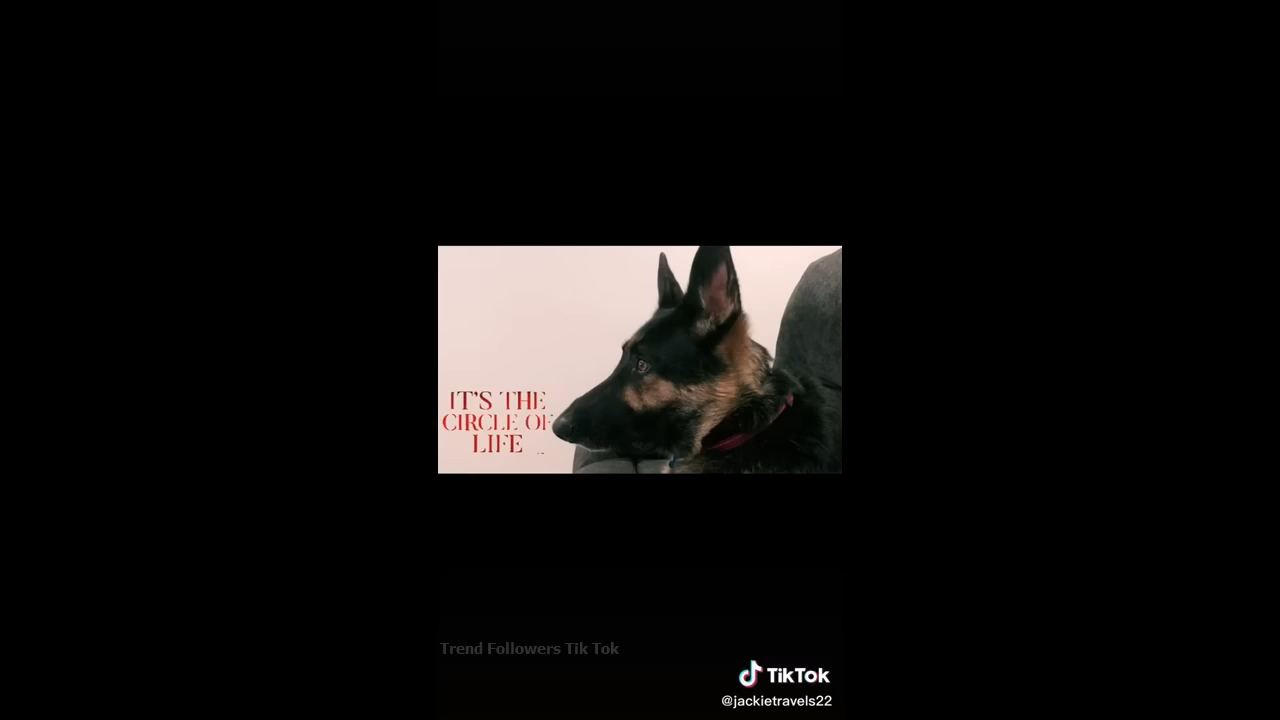 IT'S THE
CIRCLE OF
LIFE
Trend Followers Tik Tok
TikTok
@jackietravels22